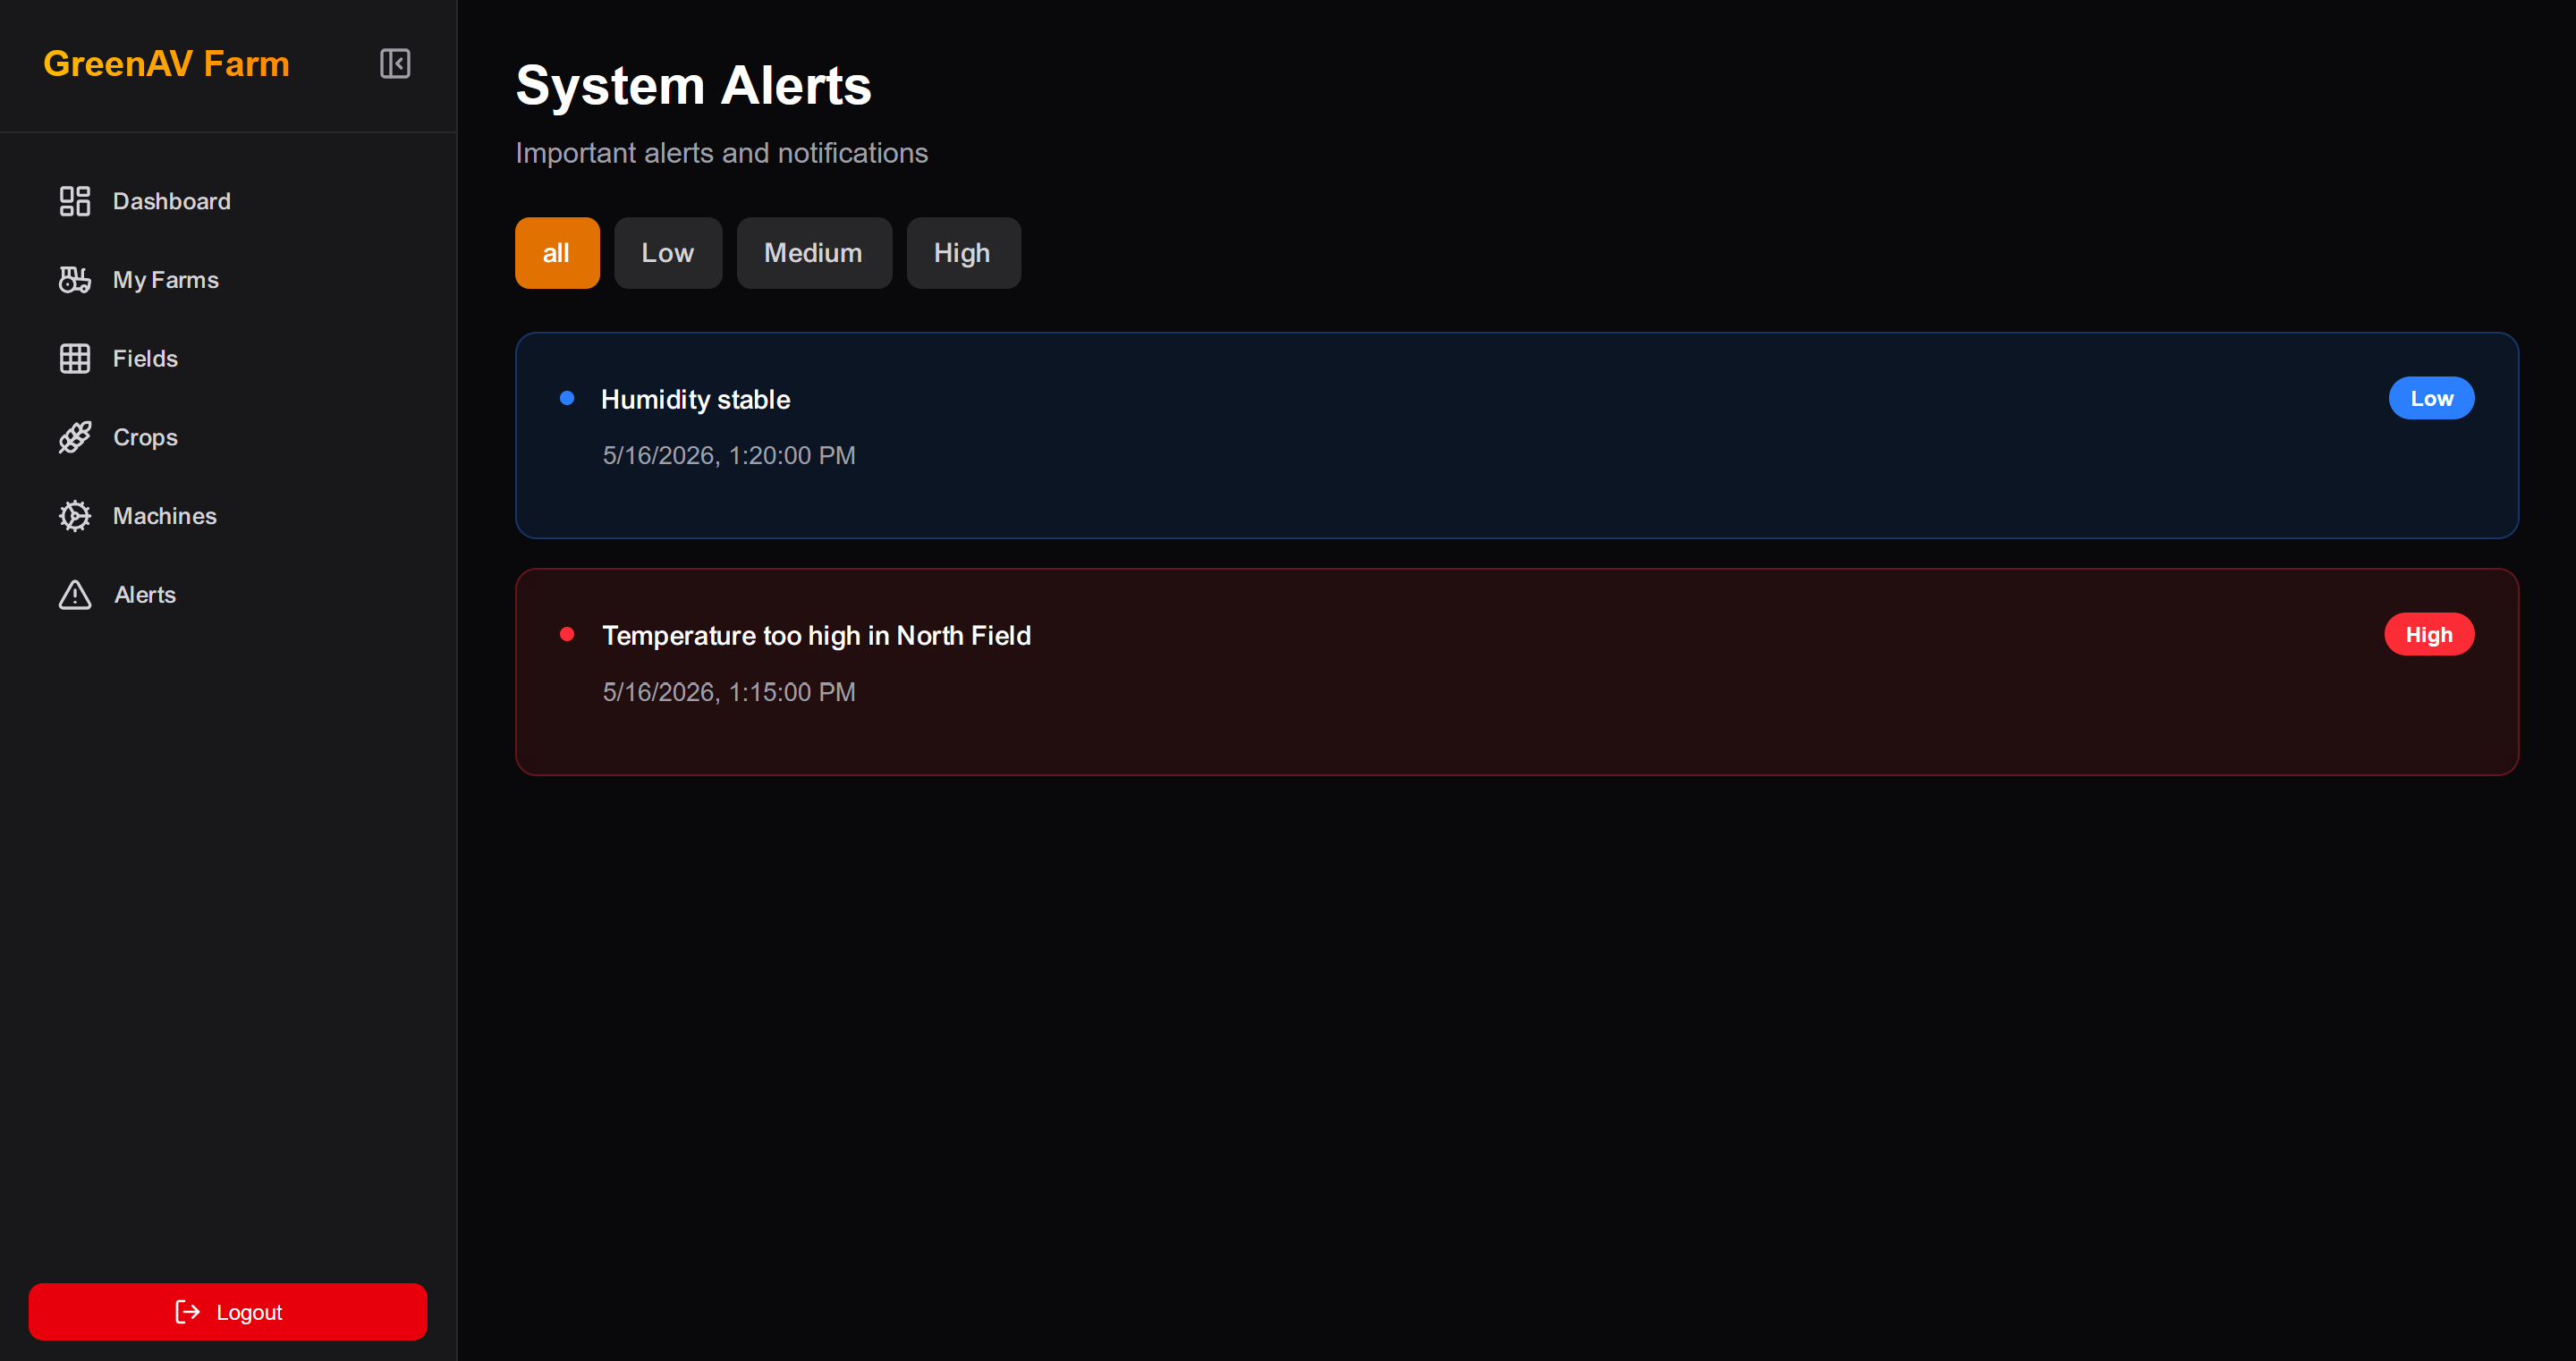 GreenAV Farm
Dashboard
My Farms
Fields
Crops
Machines
Alerts
Logout
System Alerts
Important alerts and notifications
all Low Medium High
Humidity stable Low
5/16/2026, 1:20:00 PM
Temperature too high in North Field High
5/16/2026, 1:15:00 PM